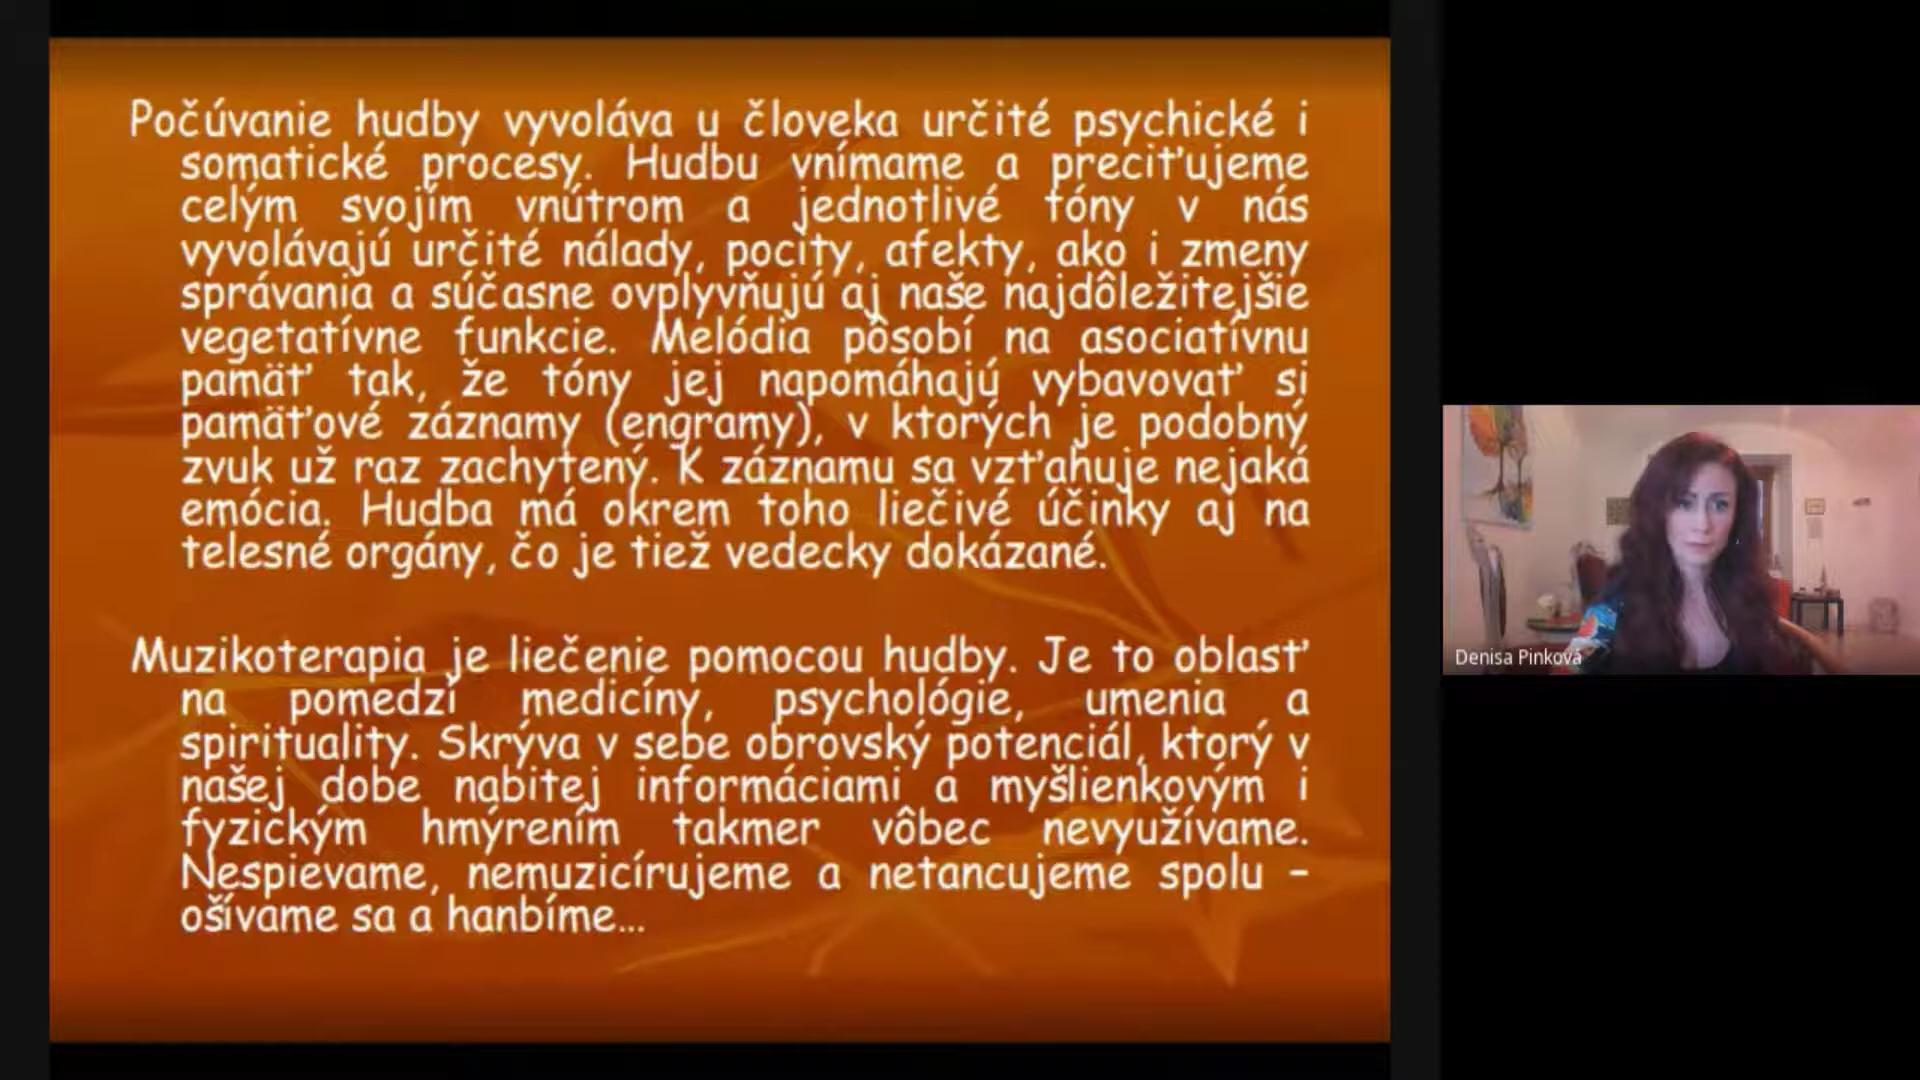 Počúvanie hudby vyvoláva u človeka určité psychické i
somatické procesy. Hudbu vnímame a preciťujeme
celým svojím vnútrom a jednotlivé tóny v nás
vyvolávajú určité nálady, pocity, afekty, ako i zmeny
správania a súčasne ovplyvňujú aj naše najdôležitejšie
vegetatívne funkcie. Melódia pôsobí na asociatívnu
pamäť tak, že tóny jej napomáhajú vybavovať si
pamäťové záznamy (engramy), v ktorých je podobný
zvuk už raz zachytený. K záznamu sa vzťahuje nejaká
emócia. Hudba má okrem toho liečivé účinky aj na
telesné orgány, čo je tiež vedecky dokázané.
Muzikoterapia je liečenie pomocou hudby. Je to oblasť
na pomedzí medicíny, psychológie, umenia a
spirituality. Skrýva v sebe obrovský potenciál, ktorý v
našej dobe nabitej informáciami a myšlienkovým i
fyzickým hmýrením takmer vôbec nevyužívame.
Nespievame, nemuzicírujeme a netancujeme spolu –
ošívame sa a hanbíme...
Denisa Pinková